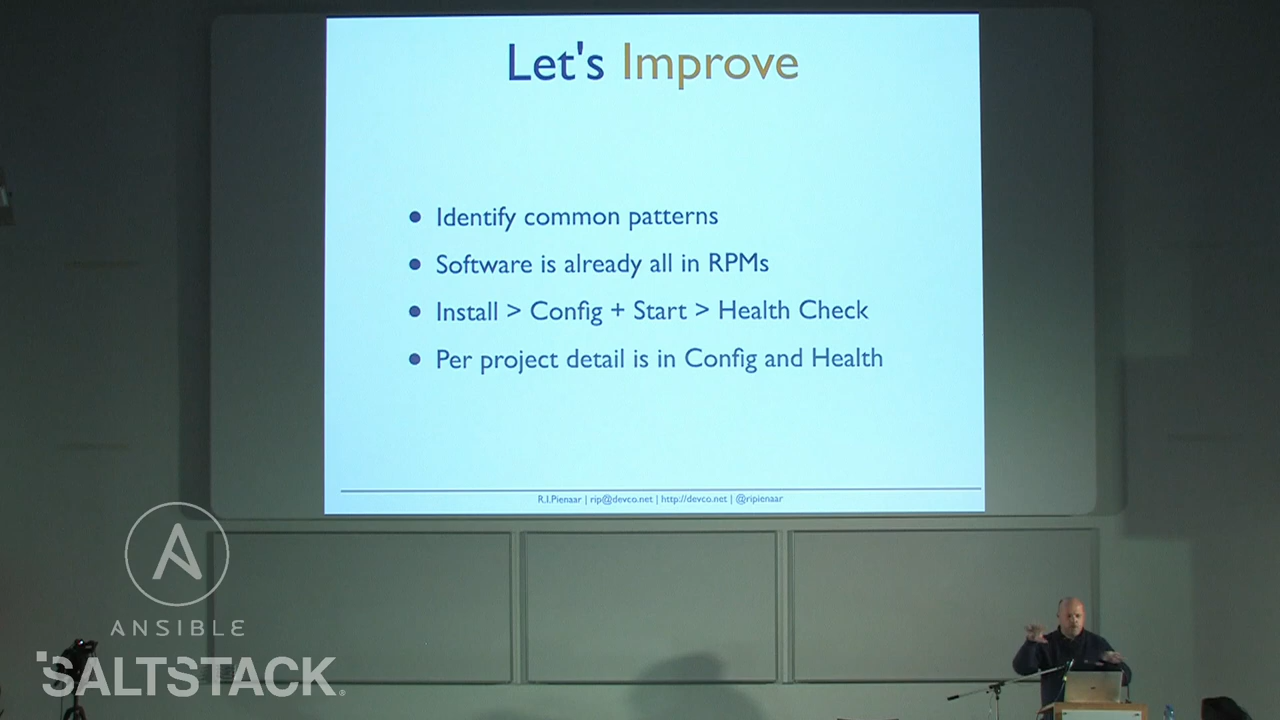 Let's Improve
Identify common patterns
Software is already all in RPMs
Install > Config + Start > Health Check
Per project detail is in Config and Health
R.I.Pienaar | rip@devco.net | http://devco.net | @ripienaar
ANSIBLE
SALTSTACK